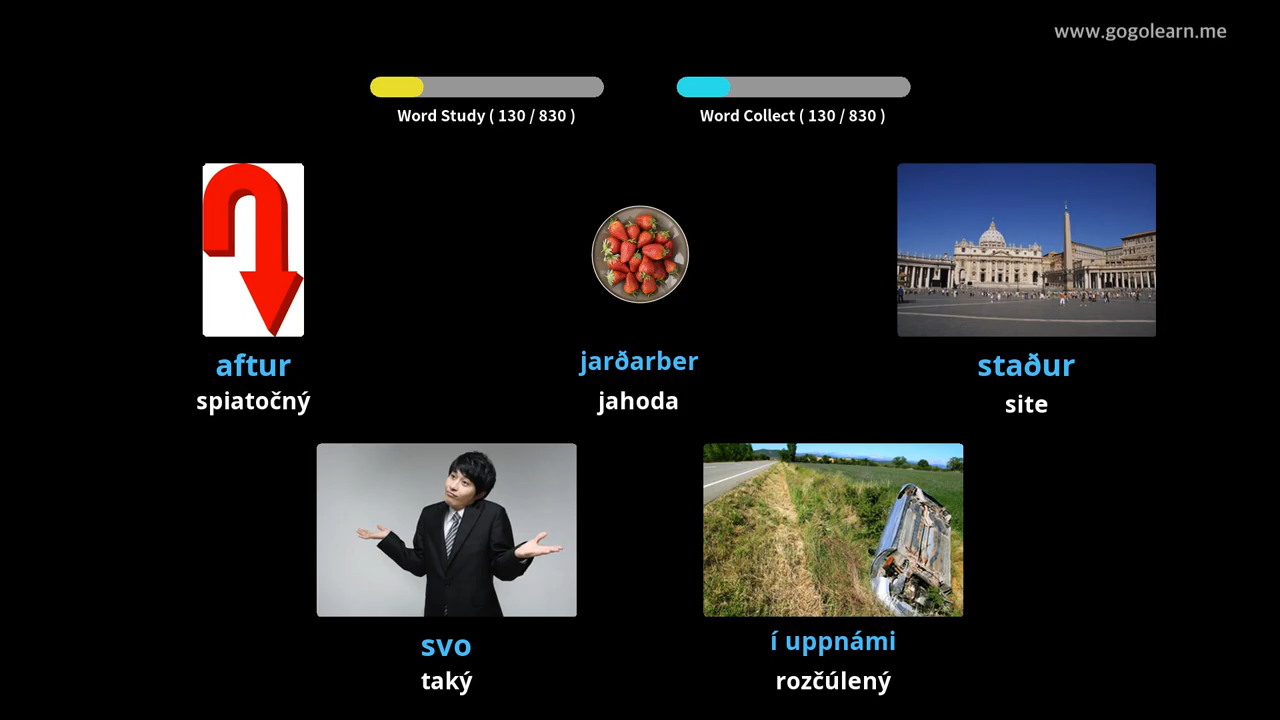 www.gogolearn.me
Word Study ( 130 / 830 )
Word Collect ( 130 / 830 )
aftur
spiatočný
jarðarber
jahoda
staður
site
svo
taký
í uppnámi
rozčúlený